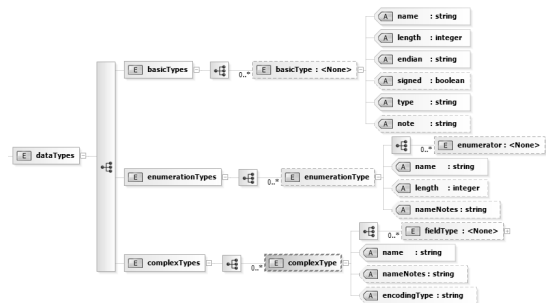 A name : string
A length : integer
E basicTypes 0..* E basicType : <None> A endian : string
A signed : boolean
A type : string
A note : string
E dataTypes
0..* E enumerator : <None>
E enumerationTypes 0..* E enumerationType A name : string
A length : integer
A nameNotes : string
0..* E fieldType : <None>
E complexTypes 0..* E complexType A name : string
A nameNotes : string
A encodingType : string